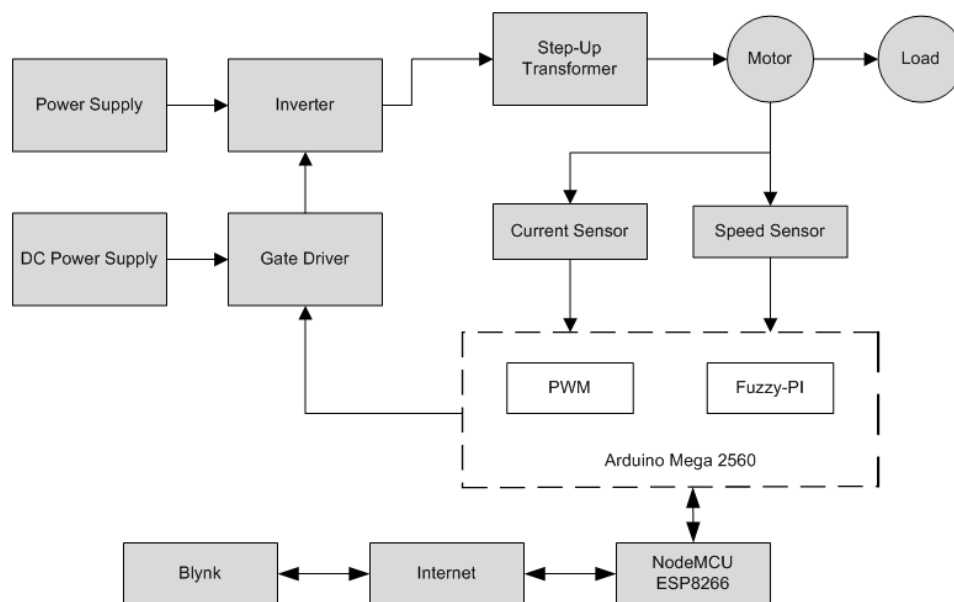 Step-Up
Transformer
Motor
Load
Power Supply
Inverter
DC Power Supply
Gate Driver
Current Sensor
Speed Sensor
PWM
Fuzzy-PI
Arduino Mega 2560
Blynk
Internet
NodeMCU
ESP8266